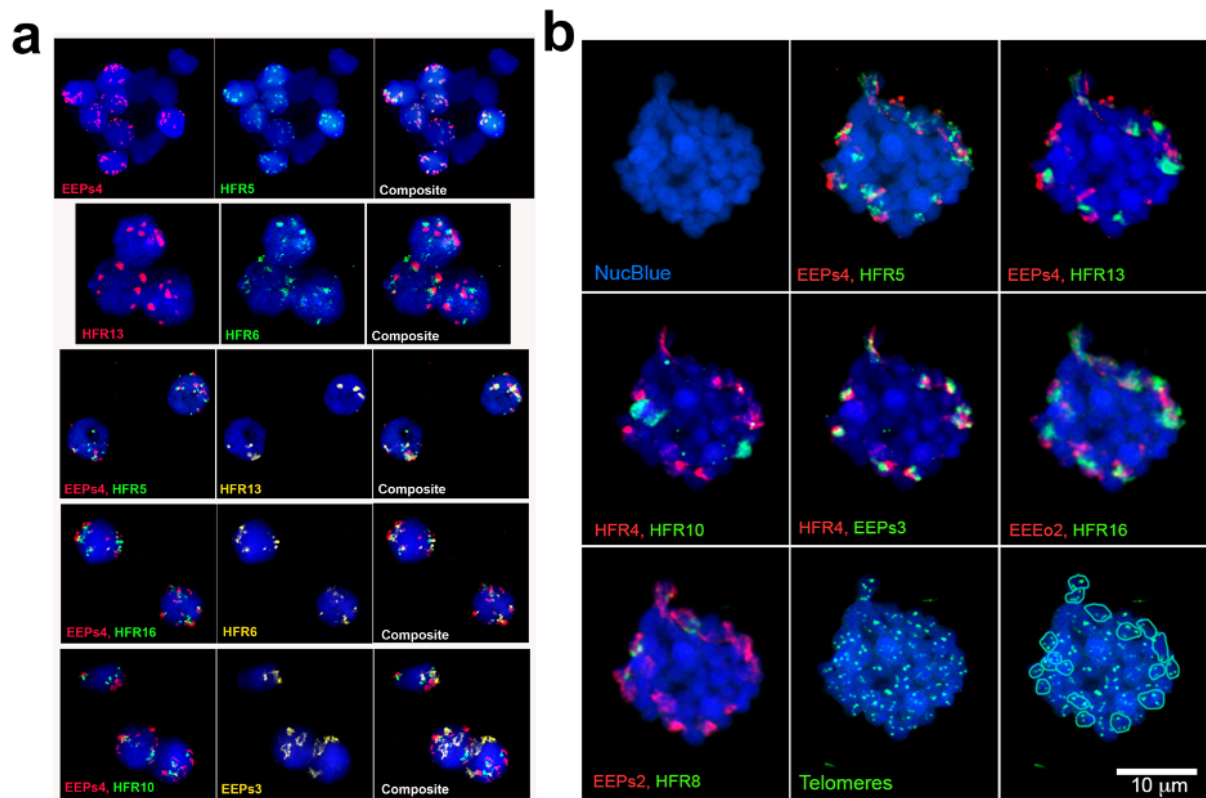 a
EEPs4
HFR5
Composite
HFR13
HFR6
Composite
EEPs4, HFR5
HFR13
Composite
EEPs4, HFR16
HFR6
Composite
EEPs4, HFR10
EEPs3
Composite
b
NucBlue
EEPs4, HFR5
EEPs4, HFR13
HFR4, HFR10
HFR4, EEPs3
EEEo2, HFR16
EEPs2, HFR8
Telomeres
10 μm